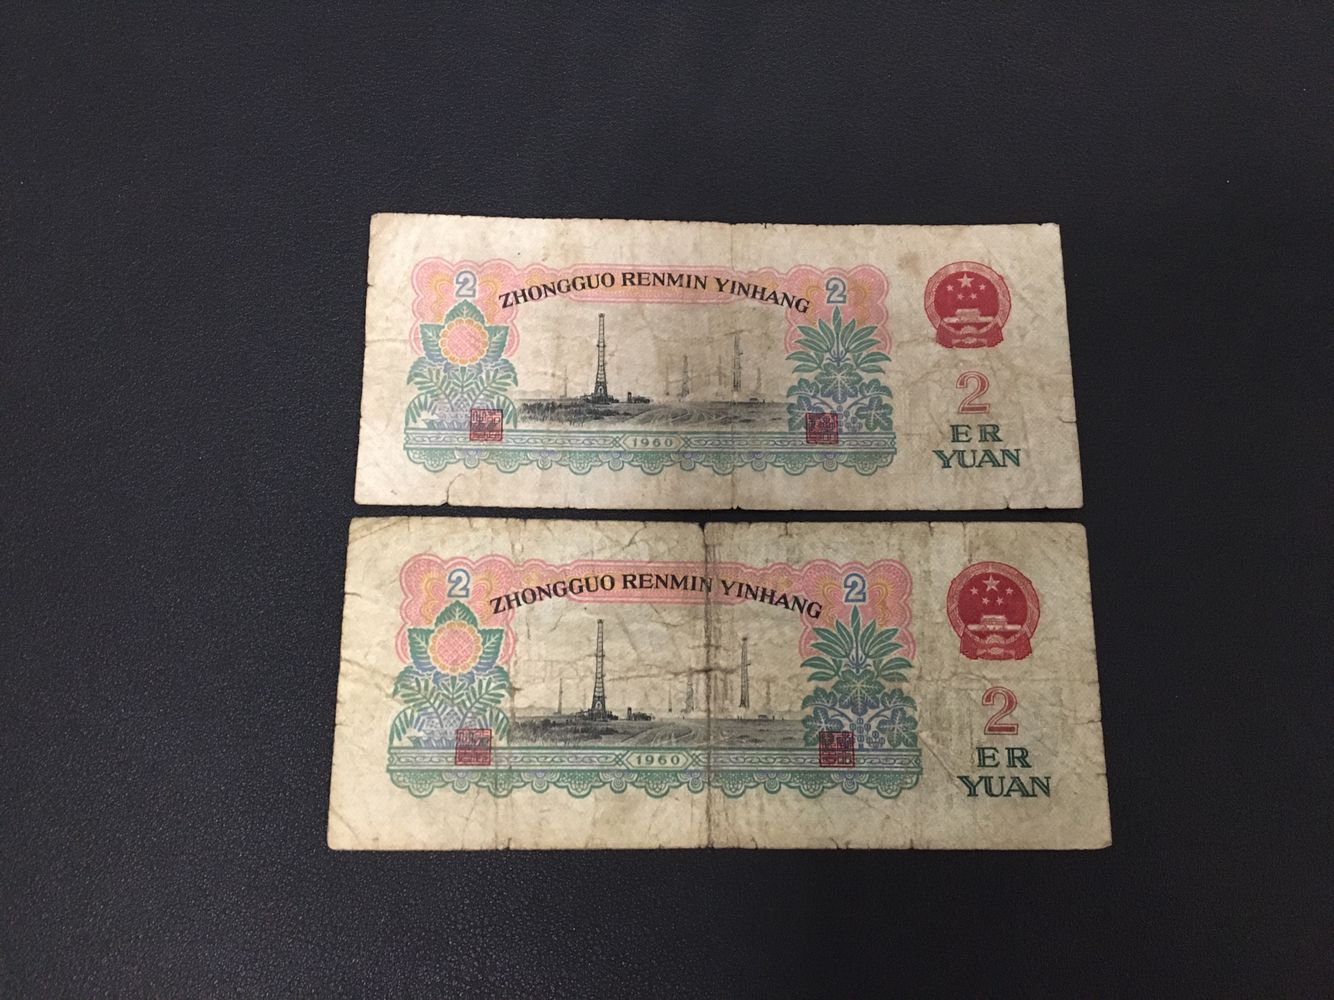 2 ZHONGGUO RENMIN YINHANG 2
1960
2
ER
YUAN
2 ZHONGGUO RENMIN YINHANG 2
1960
2
ER
YUAN